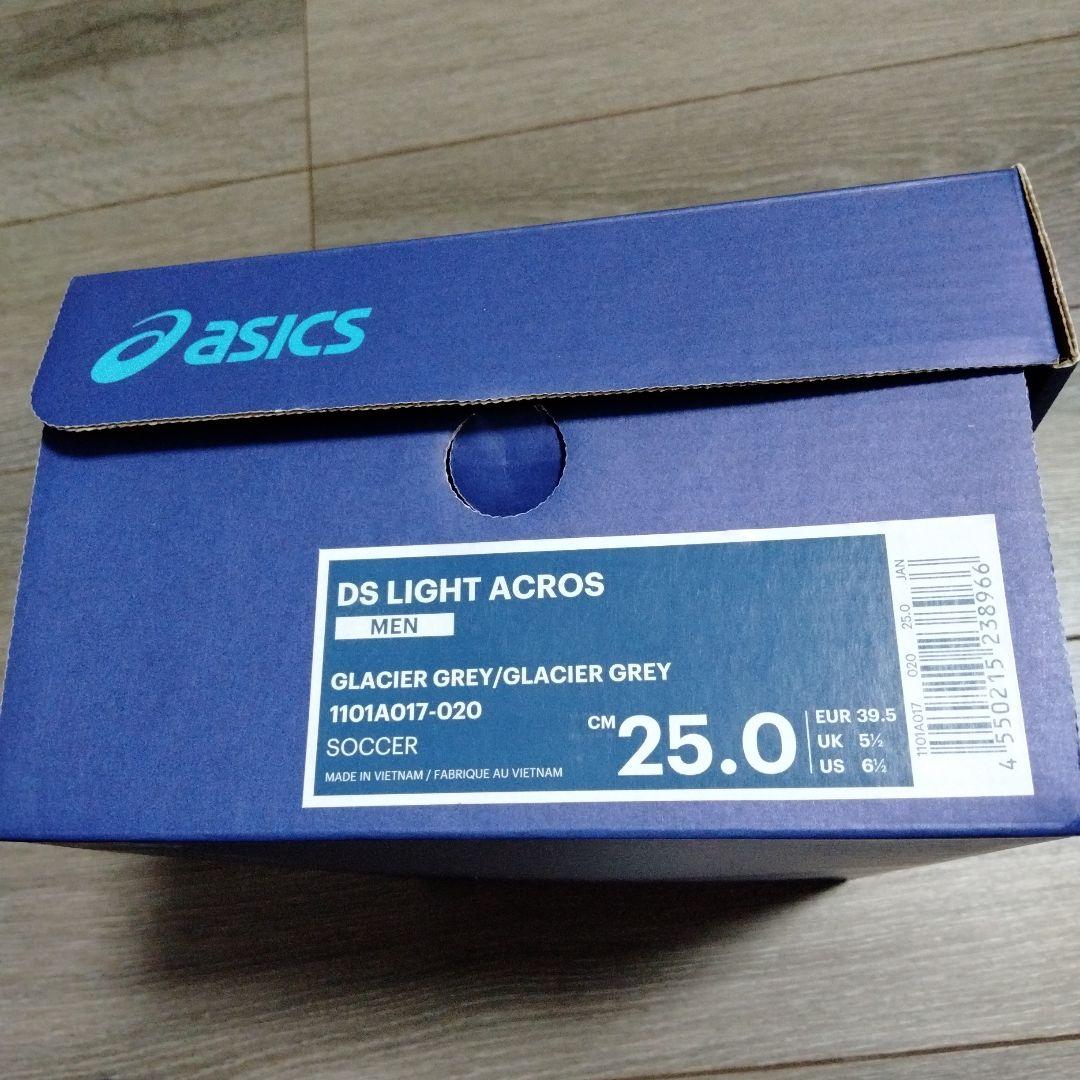 asics
DS LIGHT ACROS
MEN
GLACIER GREY/GLACIER GREY
1101A017-020
SOCCER
MADE IN VIETNAM / FABRIQUE AU VIETNAM
CM 25.0
EUR 39.5
UK 5½
US 6½
1101A017 020 25.0 JAN
4 550215 238966